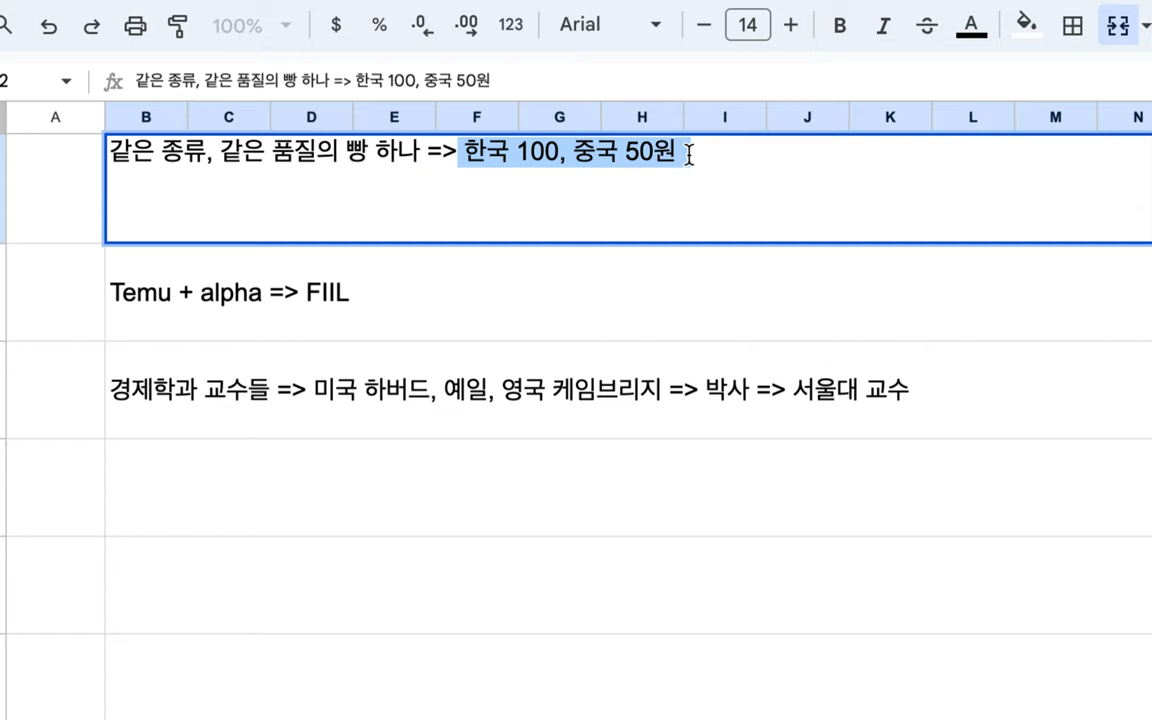 100%
$ % .0 .00 123 Arial 14 B I A
2 fx 같은 종류, 같은 품질의 빵 하나 => 한국 100, 중국 50원
A B C D E F G H I J K L M N
같은 종류, 같은 품질의 빵 하나 => 한국 100, 중국 50원
Temu + alpha => FIIL
경제학과 교수들 => 미국 하버드, 예일, 영국 케임브리지 => 박사 => 서울대 교수